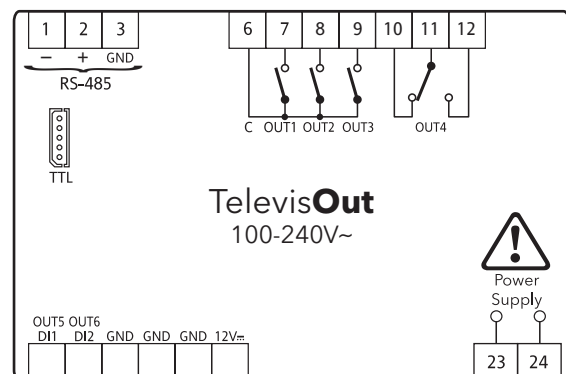 1 2 3 6 7 8 9 10 11 12
− + GND
RS-485
C OUT1 OUT2 OUT3 OUT4
TTL
TelevisOut
100-240V~
Power
Supply
OUT5 OUT6
DI1 DI2 GND GND GND 12V⎓
23 24